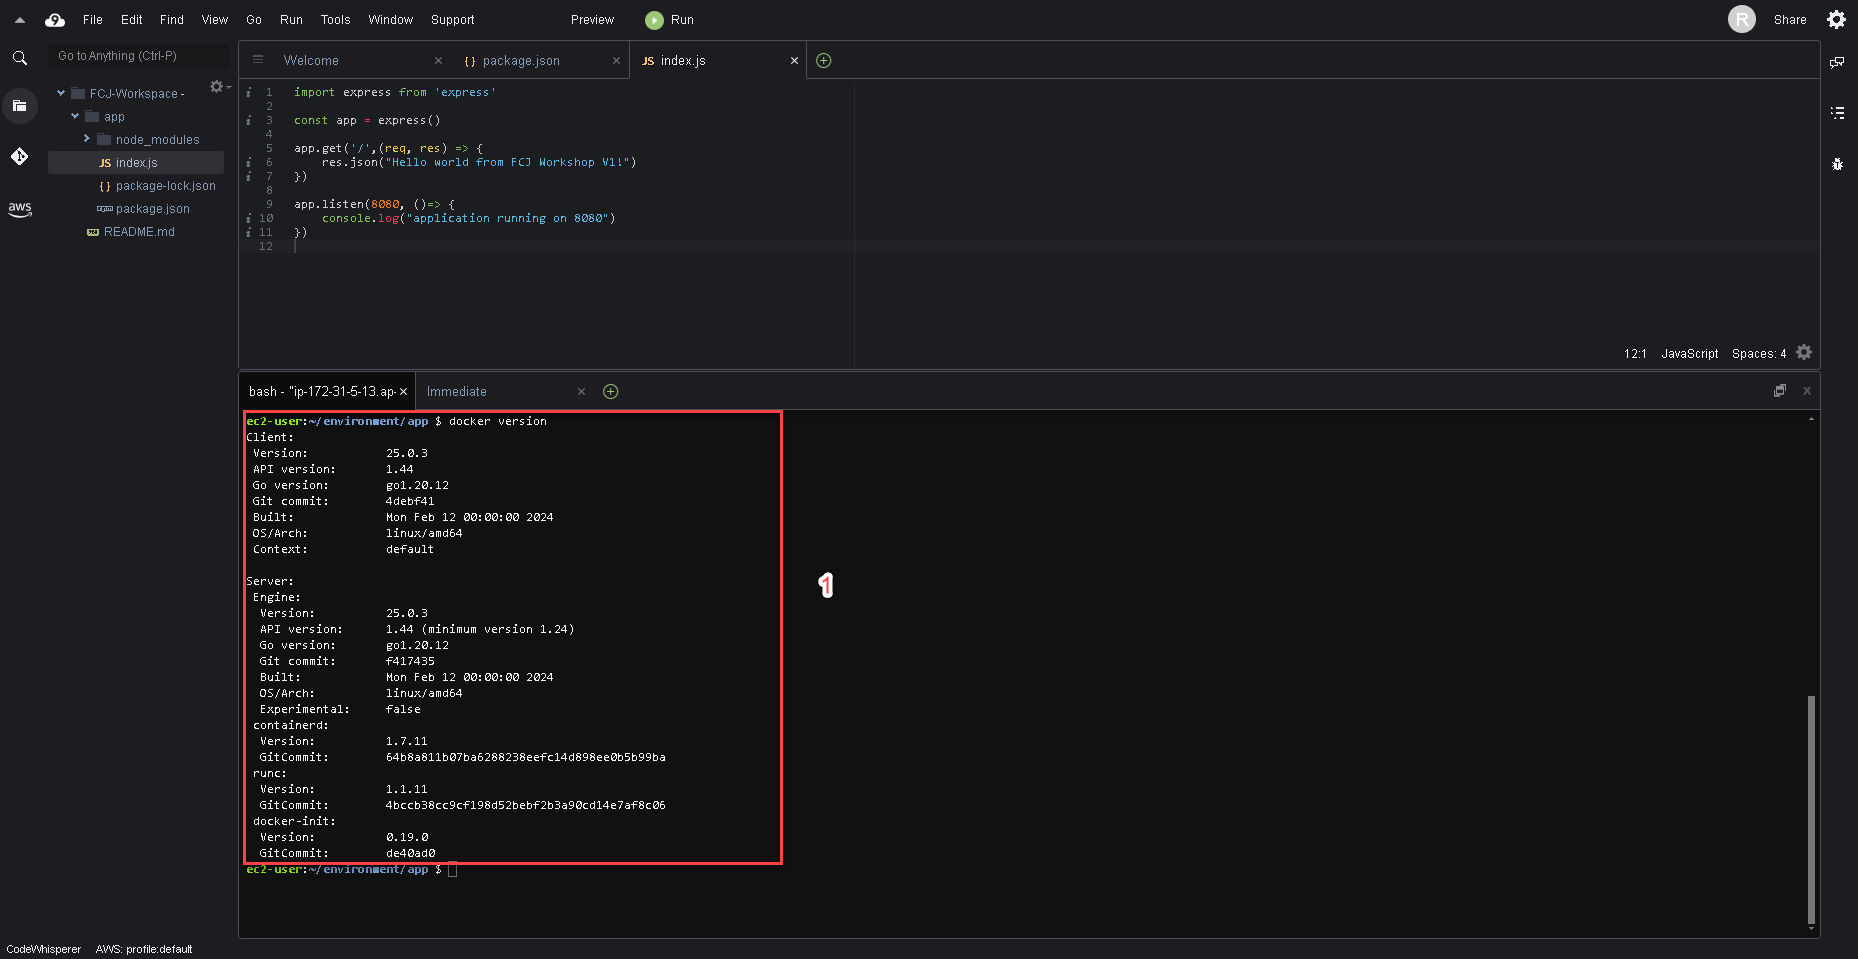 File Edit Find View Go Run Tools Window Support Preview Run R Share
Go to Anything (Ctrl-P)
Welcome
package.json
JS index.js
FCJ-Workspace -
app
node_modules
JS index.js
{} package-lock.json
package.json
README.md
aws
1 import express from 'express'
2
3 const app = express()
4
5 app.get('/',(req, res) => {
6 res.json("Hello world from FCJ Workshop V1!")
7 })
8
9 app.listen(8080, ()=> {
10 console.log("application running on 8080")
11 })
12
12:1 JavaScript Spaces: 4
bash - "ip-172-31-5-13.ap-
Immediate
ec2-user:~/environment/app $ docker version
Client:
Version: 25.0.3
API version: 1.44
Go version: go1.20.12
Git commit: 4debf41
Built: Mon Feb 12 00:00:00 2024
OS/Arch: linux/amd64
Context: default
Server:
Engine:
Version: 25.0.3
API version: 1.44 (minimum version 1.24)
Go version: go1.20.12
Git commit: f417435
Built: Mon Feb 12 00:00:00 2024
OS/Arch: linux/amd64
Experimental: false
containerd:
Version: 1.7.11
GitCommit: 64b8a811b07ba6288238eefc14d898ee0b5b99ba
runc:
Version: 1.1.11
GitCommit: 4bccb38cc9cf198d52bebf2b3a90cd14e7af8c06
docker-init:
Version: 0.19.0
GitCommit: de40ad0
ec2-user:~/environment/app $
1
CodeWhisperer AWS: profile:default